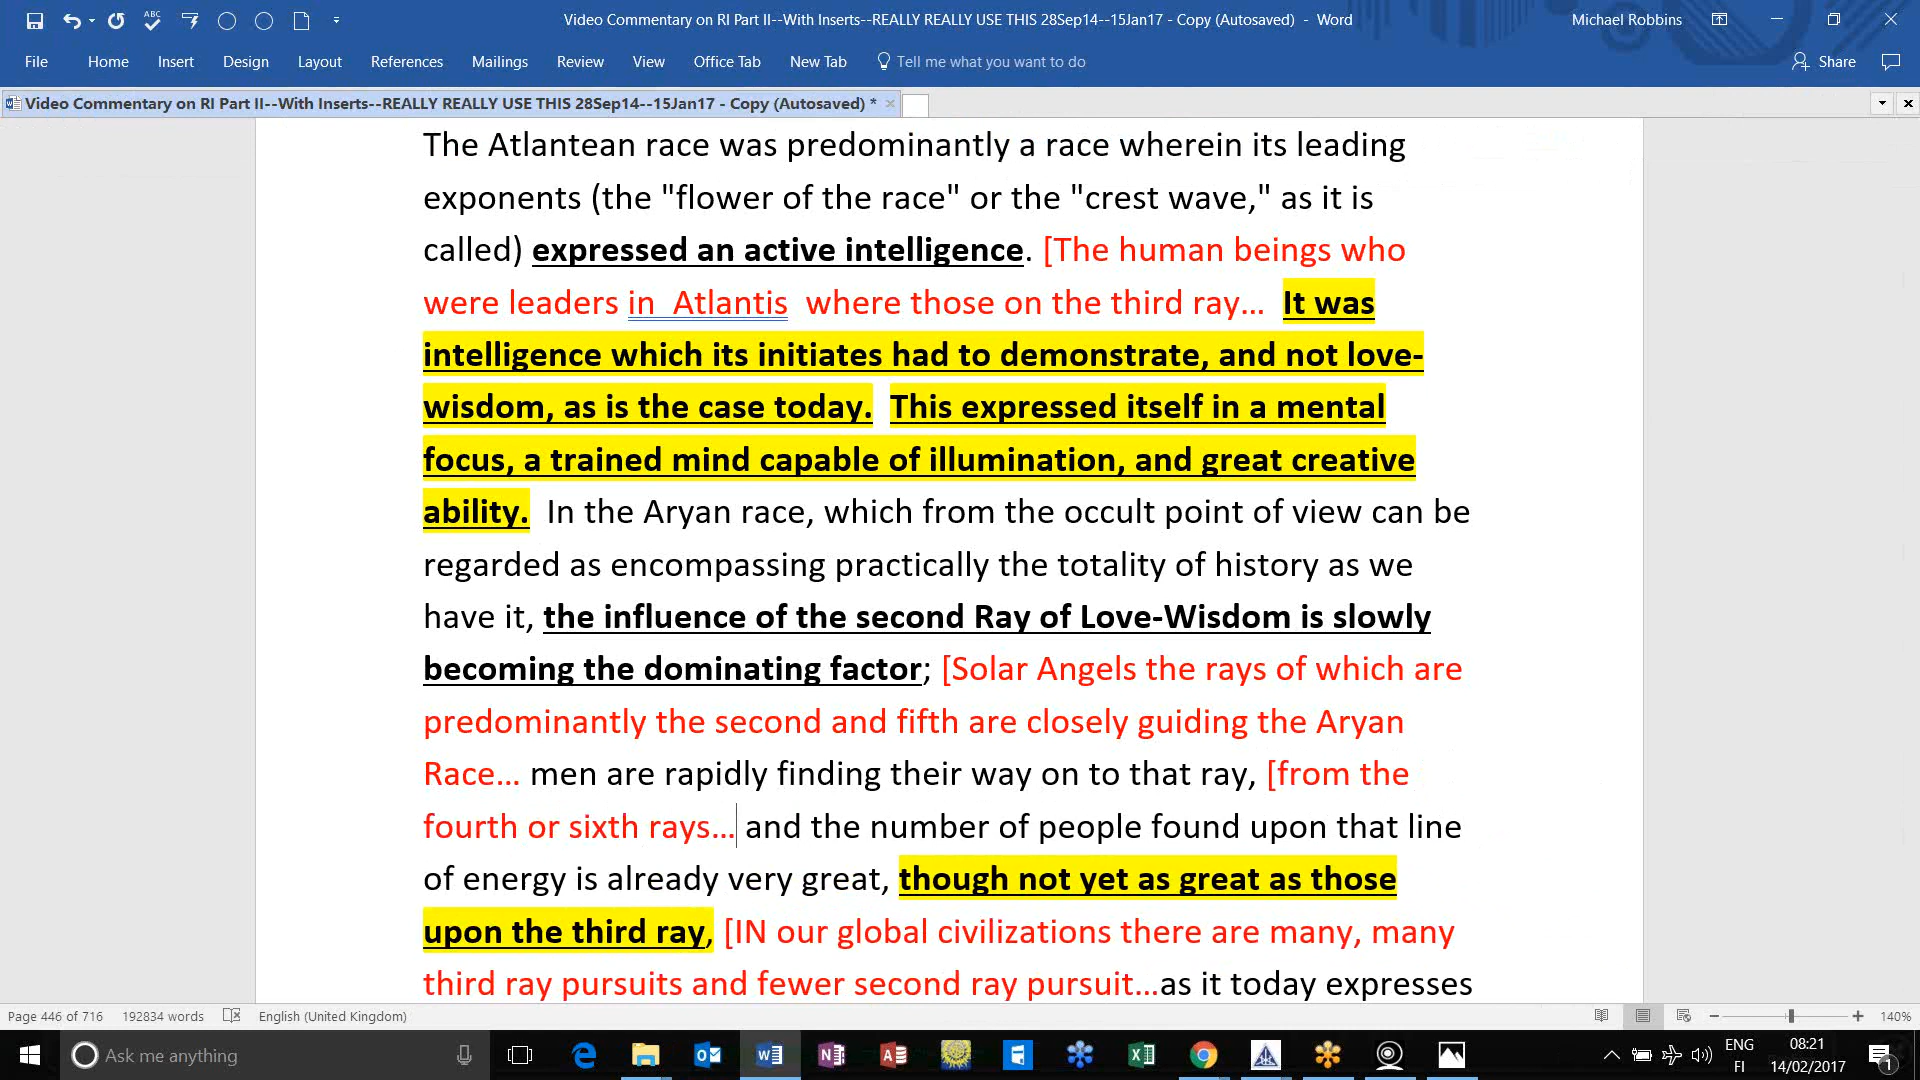 Video Commentary on RI Part II--With Inserts--REALLY REALLY USE THIS 28Sep14--15Jan17 - Copy (Autosaved) - Word
Michael Robbins
File Home Insert Design Layout References Mailings Review View Office Tab New Tab Tell me what you want to do Share
Video Commentary on RI Part II--With Inserts--REALLY REALLY USE THIS 28Sep14--15Jan17 - Copy (Autosaved) *
The Atlantean race was predominantly a race wherein its leading
exponents (the "flower of the race" or the "crest wave," as it is
called) expressed an active intelligence. [The human beings who
were leaders in  Atlantis  where those on the third ray…  It was
intelligence which its initiates had to demonstrate, and not love-
wisdom, as is the case today.  This expressed itself in a mental
focus, a trained mind capable of illumination, and great creative
ability.  In the Aryan race, which from the occult point of view can be
regarded as encompassing practically the totality of history as we
have it, the influence of the second Ray of Love-Wisdom is slowly
becoming the dominating factor; [Solar Angels the rays of which are
predominantly the second and fifth are closely guiding the Aryan
Race… men are rapidly finding their way on to that ray, [from the
fourth or sixth rays… and the number of people found upon that line
of energy is already very great, though not yet as great as those
upon the third ray, [IN our global civilizations there are many, many
third ray pursuits and fewer second ray pursuit…as it today expresses
Page 446 of 716 192834 words English (United Kingdom) 140%
Ask me anything
ENG
FI
08:21
14/02/2017
1